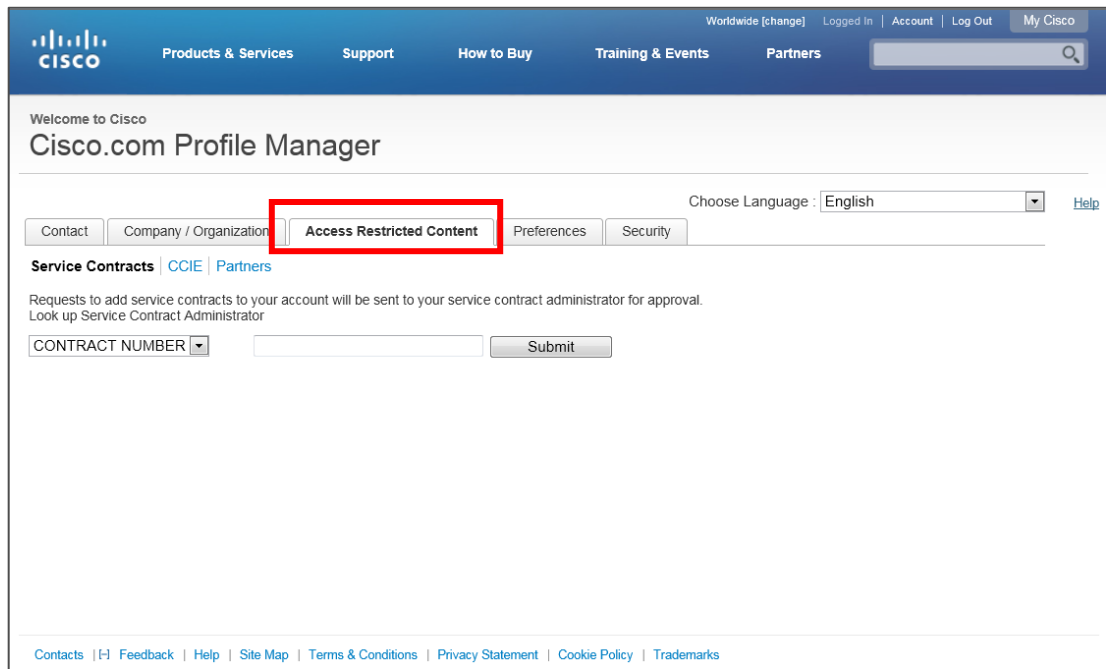 Worldwide [change] Logged In | Account | Log Out My Cisco
CISCO Products & Services Support How to Buy Training & Events Partners
Welcome to Cisco
Cisco.com Profile Manager
Choose Language : English Help
Contact Company / Organization Access Restricted Content Preferences Security
Service Contracts | CCIE | Partners
Requests to add service contracts to your account will be sent to your service contract administrator for approval.
Look up Service Contract Administrator
CONTRACT NUMBER Submit
Contacts | [-] Feedback | Help | Site Map | Terms & Conditions | Privacy Statement | Cookie Policy | Trademarks